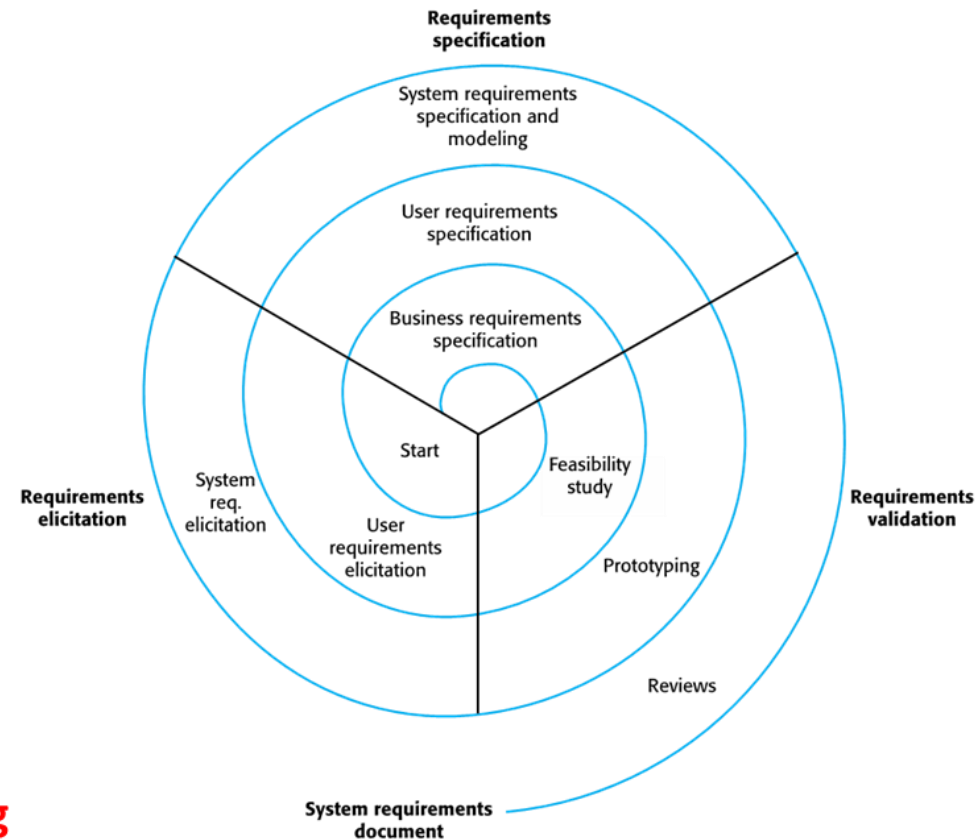 Requirements
specification
System requirements
specification and
modeling
User requirements
specification
Business requirements
specification
Start
Feasibility
study
System
req.
elicitation
Requirements
elicitation
Requirements
validation
User
requirements
elicitation
Prototyping
Reviews
System requirements
document
g